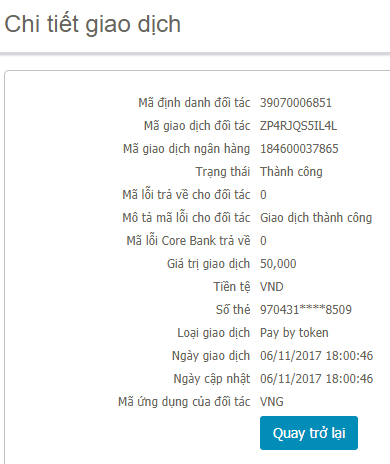 Chi tiết giao dịch
Mã định danh đối tác 39070006851
Mã giao dịch đối tác ZP4RJQS5IL4L
Mã giao dịch ngân hàng 184600037865
Trạng thái Thành công
Mã lỗi trả về cho đối tác 0
Mô tả mã lỗi cho đối tác Giao dịch thành công
Mã lỗi Core Bank trả về 0
Giá trị giao dịch 50,000
Tiền tệ VND
Số thẻ 970431****8509
Loại giao dịch Pay by token
Ngày giao dịch 06/11/2017 18:00:46
Ngày cập nhật 06/11/2017 18:00:46
Mã ứng dụng của đối tác VNG
Quay trở lại